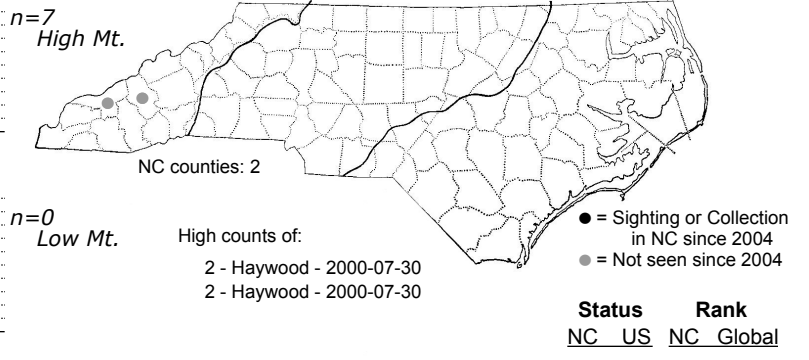 n=7
High Mt.
NC counties: 2
n=0
Low Mt.
High counts of:
2 - Haywood - 2000-07-30
2 - Haywood - 2000-07-30
● = Sighting or Collection
in NC since 2004
● = Not seen since 2004
Status Rank
NC US NC Global